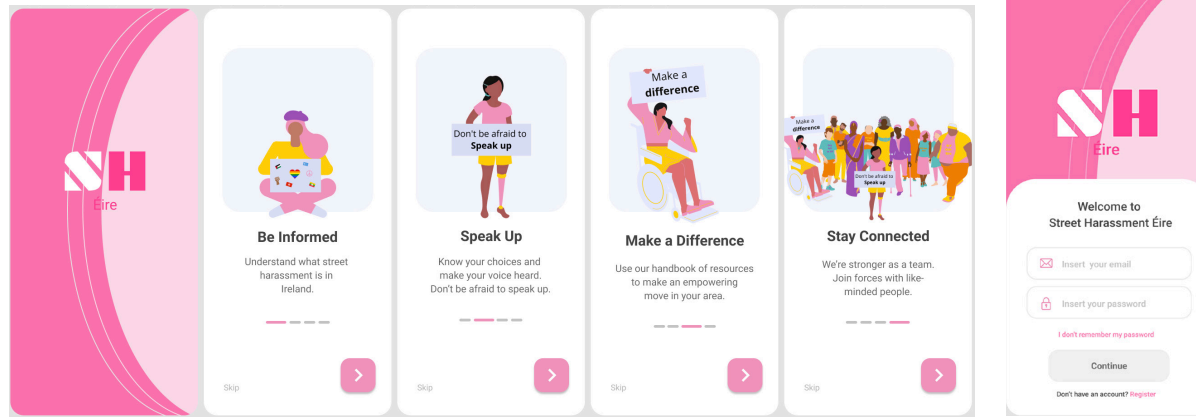 SH
Éire
Be Informed
Understand what street
harassment is in
Ireland.
Skip
Don't be afraid to
Speak up
Speak Up
Know your choices and
make your voice heard.
Don't be afraid to speak up.
Skip
Make a
difference
Make a Difference
Use our handbook of resources
to make an empowering
move in your area.
Skip
Make a
difference
Don't be afraid to
Speak up
Stay Connected
We're stronger as a team.
Join forces with like-
minded people.
Skip
SH
Éire
Welcome to
Street Harassment Éire
Insert your email
Insert your password
I don't remember my password
Continue
Don't have an account? Register